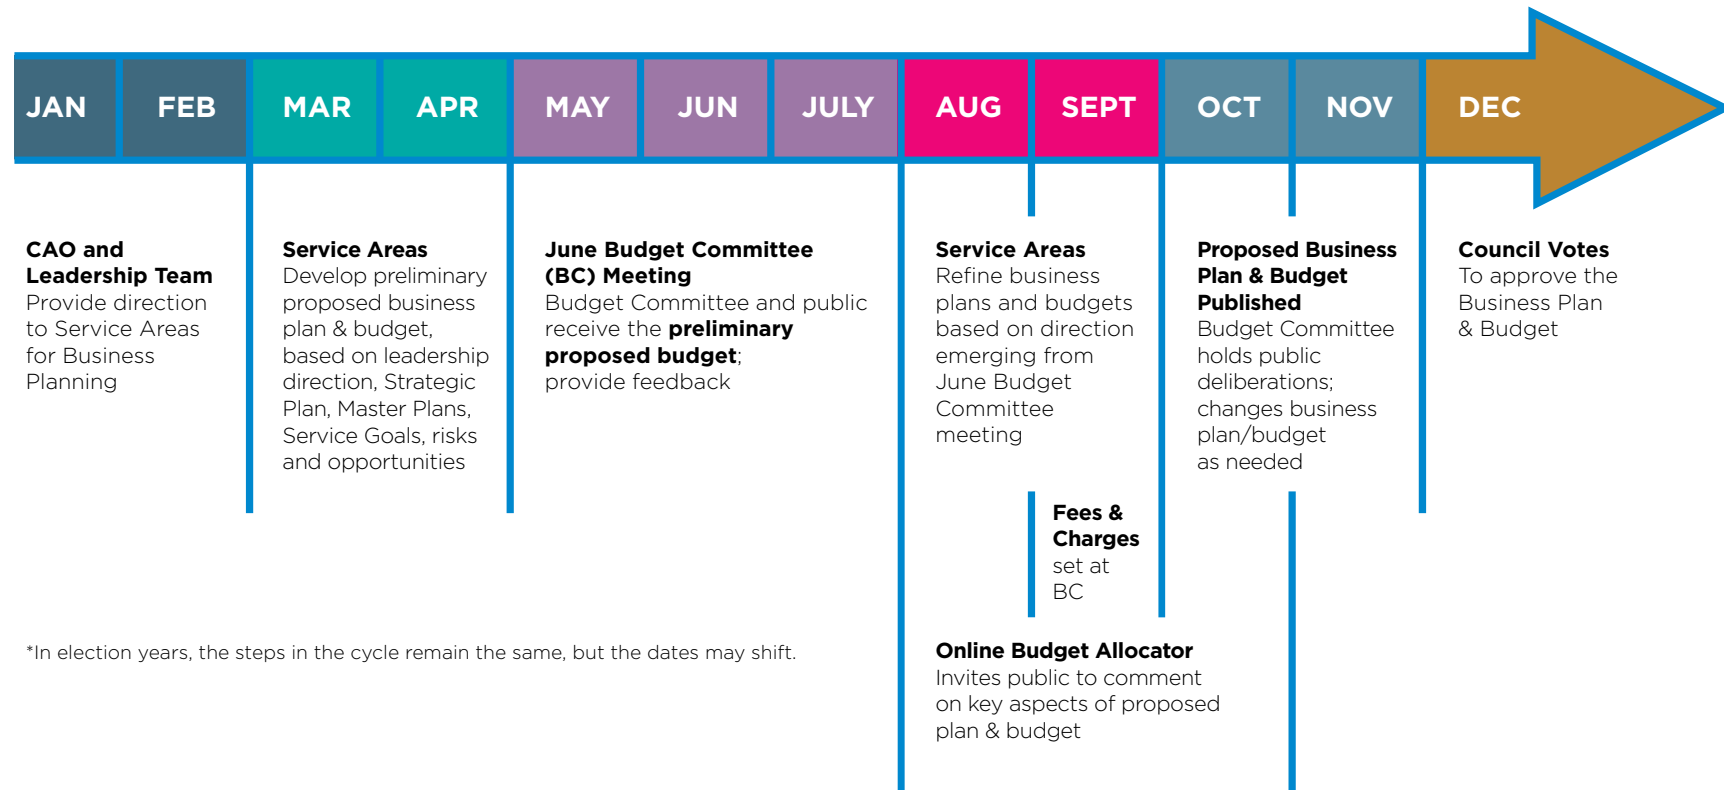 JAN FEB MAR APR MAY JUN JULY AUG SEPT OCT NOV DEC
CAO and
Leadership Team
Provide direction
to Service Areas
for Business
Planning
Service Areas
Develop preliminary
proposed business
plan & budget,
based on leadership
direction, Strategic
Plan, Master Plans,
Service Goals, risks
and opportunities
June Budget Committee
(BC) Meeting
Budget Committee and public
receive the preliminary
proposed budget;
provide feedback
Service Areas
Refine business
plans and budgets
based on direction
emerging from
June Budget
Committee
meeting
Fees &
Charges
set at
BC
Online Budget Allocator
Invites public to comment
on key aspects of proposed
plan & budget
Proposed Business
Plan & Budget
Published
Budget Committee
holds public
deliberations;
changes business
plan/budget
as needed
Council Votes
To approve the
Business Plan
& Budget
*In election years, the steps in the cycle remain the same, but the dates may shift.